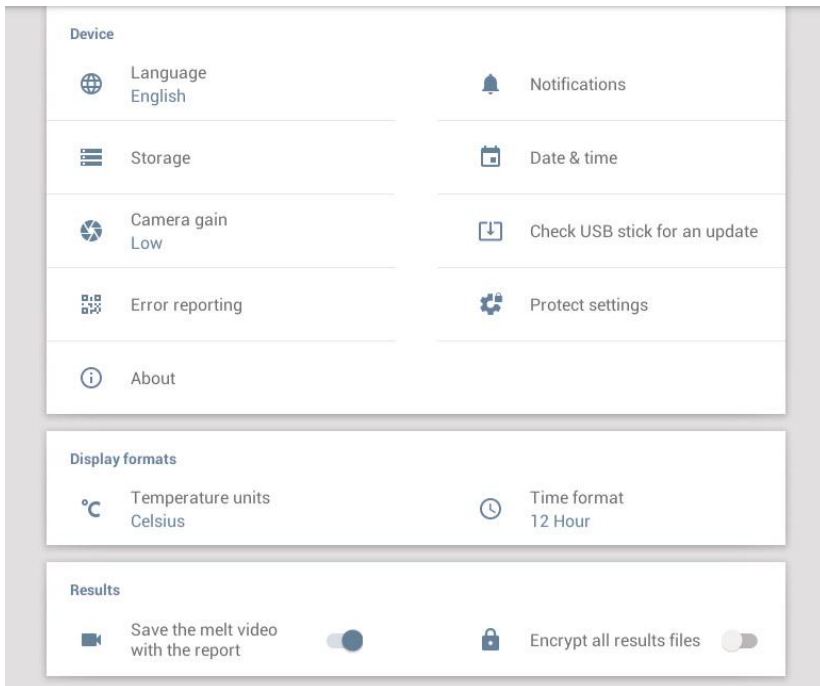 Device
Language
English
Notifications
Storage
Date & time
Camera gain
Low
Check USB stick for an update
Error reporting
Protect settings
About
Display formats
°C
Temperature units
Celsius
Time format
12 Hour
Results
Save the melt video
with the report
Encrypt all results files